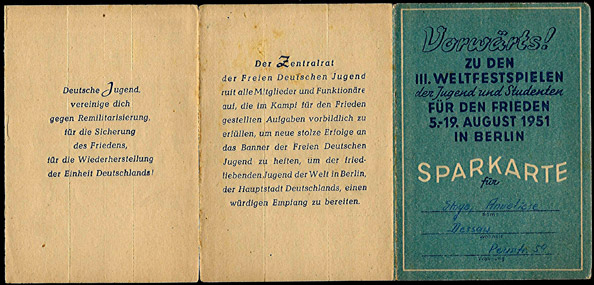 Deutsche Jugend,
vereinige dich
gegen Remilitarisierung,
für die Sicherung
des Friedens,
für die Wiederherstellung
der Einheit Deutschlands!
Der Zentralrat
der Freien Deutschen Jugend
ruft alle Mitglieder und Funktionäre
auf, die im Kampf für den Frieden
gestellten Aufgaben vorbildlich zu
erfüllen, um neue stolze Erfolge an
das Banner der Freien Deutschen
Jugend zu heften, um der fried-
liebenden Jugend der Welt in Berlin,
der Hauptstadt Deutschlands, einen
würdigen Empfang zu bereiten.
Vorwärts!
ZU DEN
III. WELTFESTSPIELEN
der Jugend und Studenten
FÜR DEN FRIEDEN
5.-19. AUGUST 1951
IN BERLIN
SPARKARTE
für
Name
Dessau
Wohnort
Wohnung